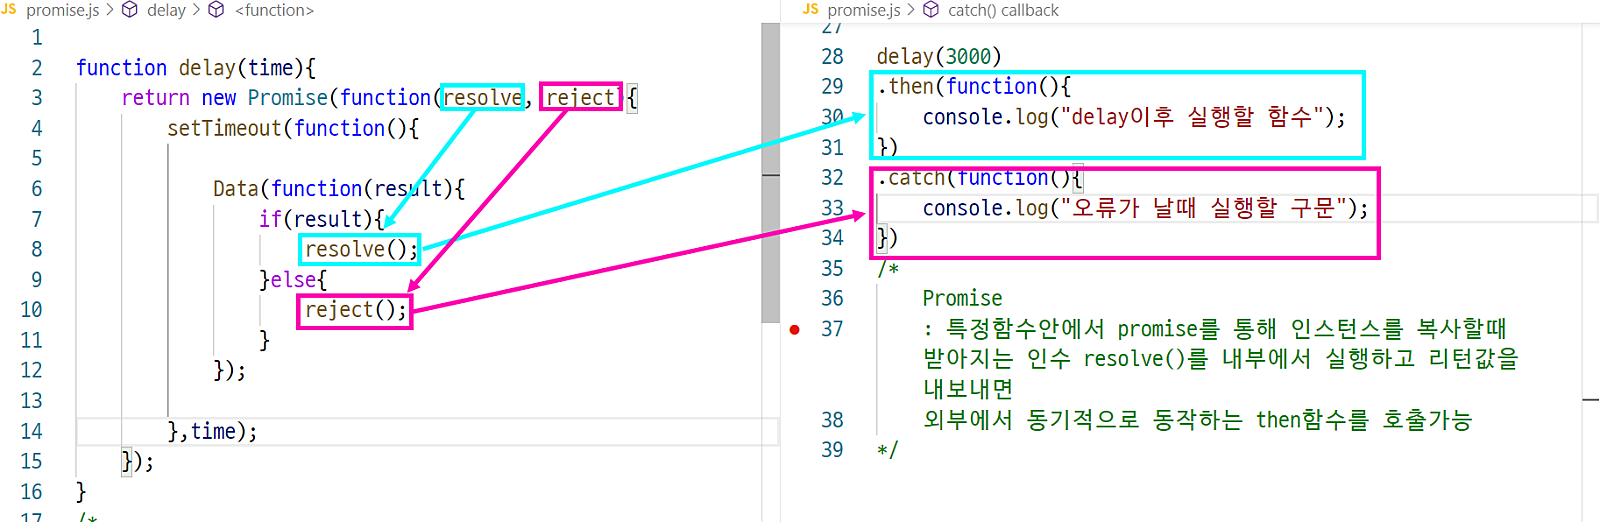 JS promise.js > delay > <function>
1
2 function delay(time){
3 return new Promise(function(resolve, reject){
4 setTimeout(function(){
5
6 Data(function(result){
7 if(result){
8 resolve();
9 }else{
10 reject();
11 }
12 });
13
14 },time);
15 });
16 }
17 /*
JS promise.js > catch() callback
27
28 delay(3000)
29 .then(function(){
30 console.log("delay이후 실행할 함수");
31 })
32 .catch(function(){
33 console.log("오류가 날때 실행할 구문");
34 })
35 /*
36 Promise
37 : 특정함수안에서 promise를 통해 인스턴스를 복사할때
받아지는 인수 resolve()를 내부에서 실행하고 리턴값을
내보내면
38 외부에서 동기적으로 동작하는 then함수를 호출가능
39 */